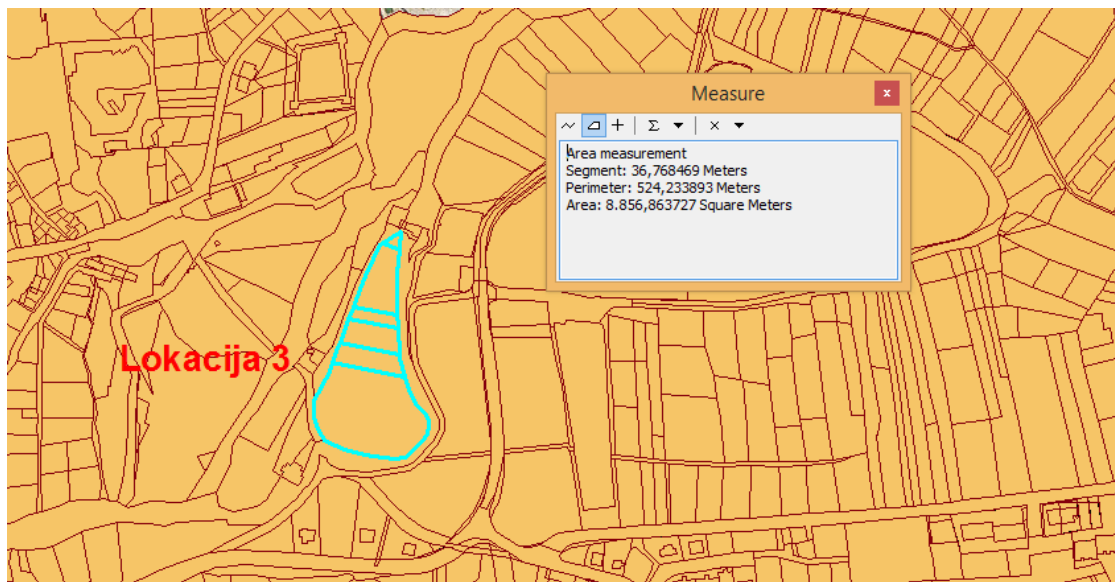 Measure
Area measurement
Segment: 36,768469 Meters
Perimeter: 524,233893 Meters
Area: 8.856,863727 Square Meters
Lokacija 3